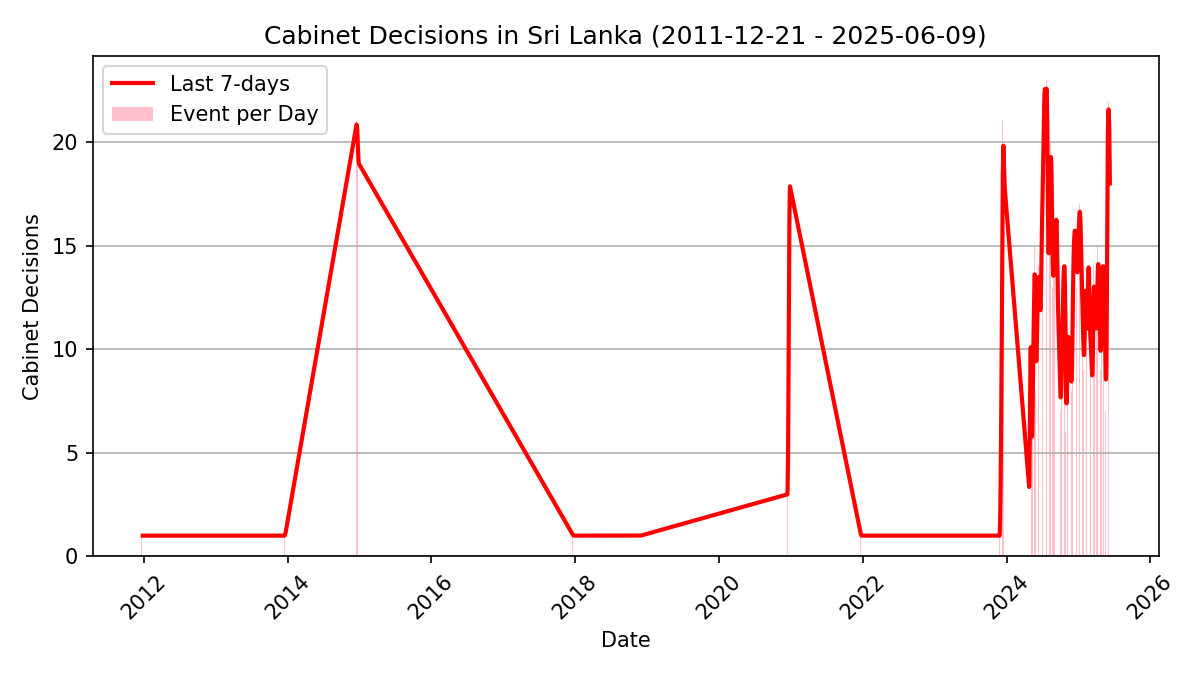 Cabinet Decisions in Sri Lanka (2011-12-21 - 2025-06-09)
Last 7-days
Event per Day
Cabinet Decisions
20
15
10
5
0
2012 2014 2016 2018 2020 2022 2024 2026
Date